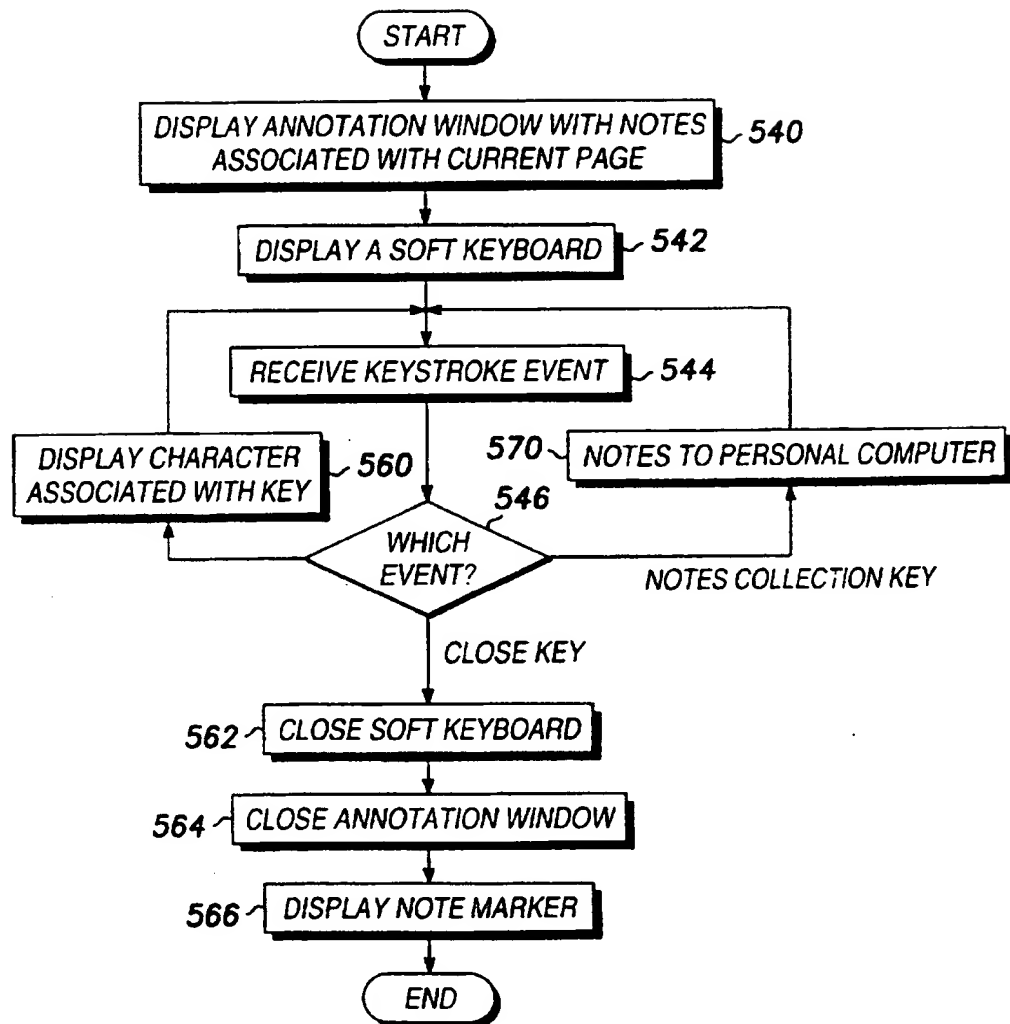 START
DISPLAY ANNOTATION WINDOW WITH NOTES
ASSOCIATED WITH CURRENT PAGE
540
DISPLAY A SOFT KEYBOARD
542
RECEIVE KEYSTROKE EVENT
544
DISPLAY CHARACTER
ASSOCIATED WITH KEY
560
570
NOTES TO PERSONAL COMPUTER
546
WHICH
EVENT?
NOTES COLLECTION KEY
CLOSE KEY
562
CLOSE SOFT KEYBOARD
564
CLOSE ANNOTATION WINDOW
566
DISPLAY NOTE MARKER
END